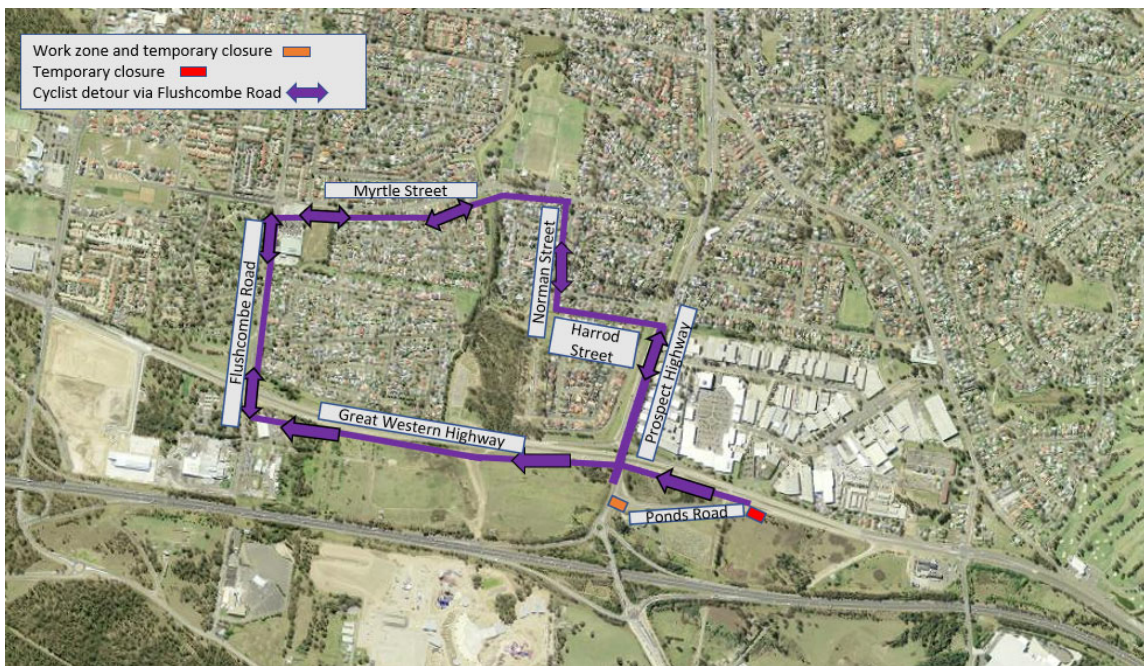 Work zone and temporary closure
Temporary closure
Cyclist detour via Flushcombe Road
Myrtle Street
Flushcombe Road
Norman Street
Harrod
Street
Prospect Highway
Great Western Highway
Ponds Road